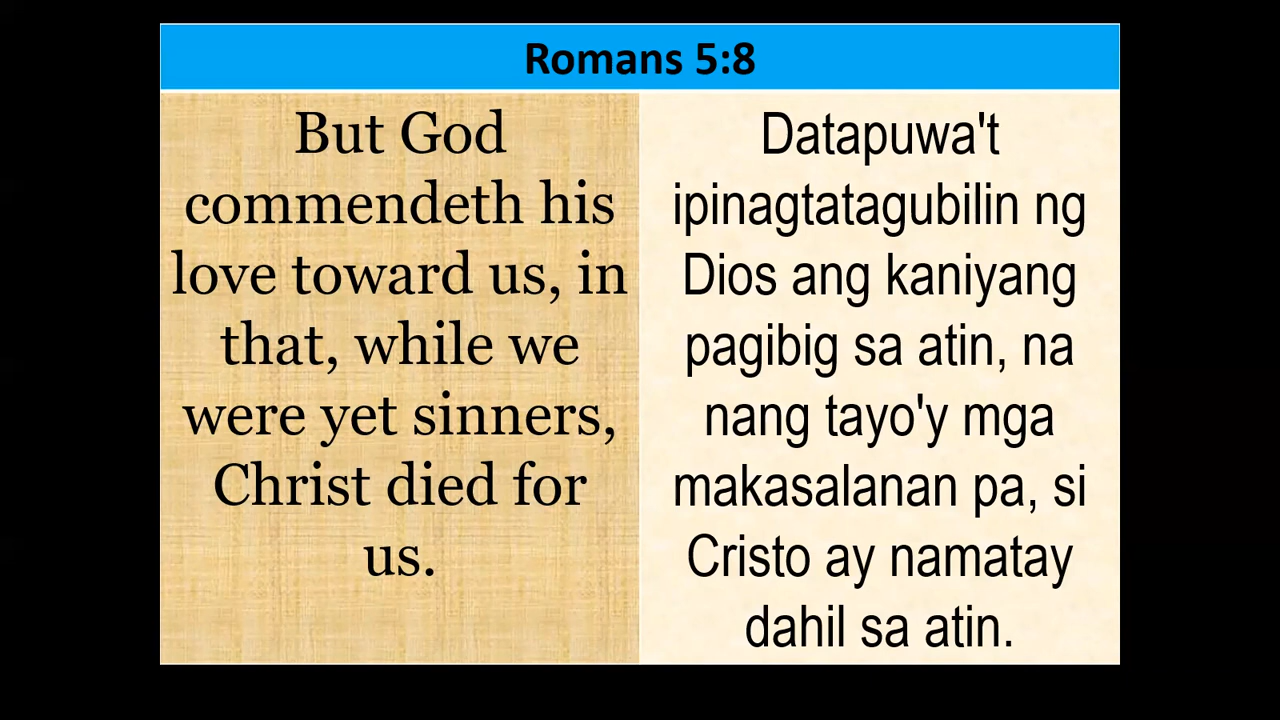 Romans 5:8
But God
commendeth his
love toward us, in
that, while we
were yet sinners,
Christ died for
us.
Datapuwa't
ipinagtatagubilin ng
Dios ang kaniyang
pagibig sa atin, na
nang tayo'y mga
makasalanan pa, si
Cristo ay namatay
dahil sa atin.